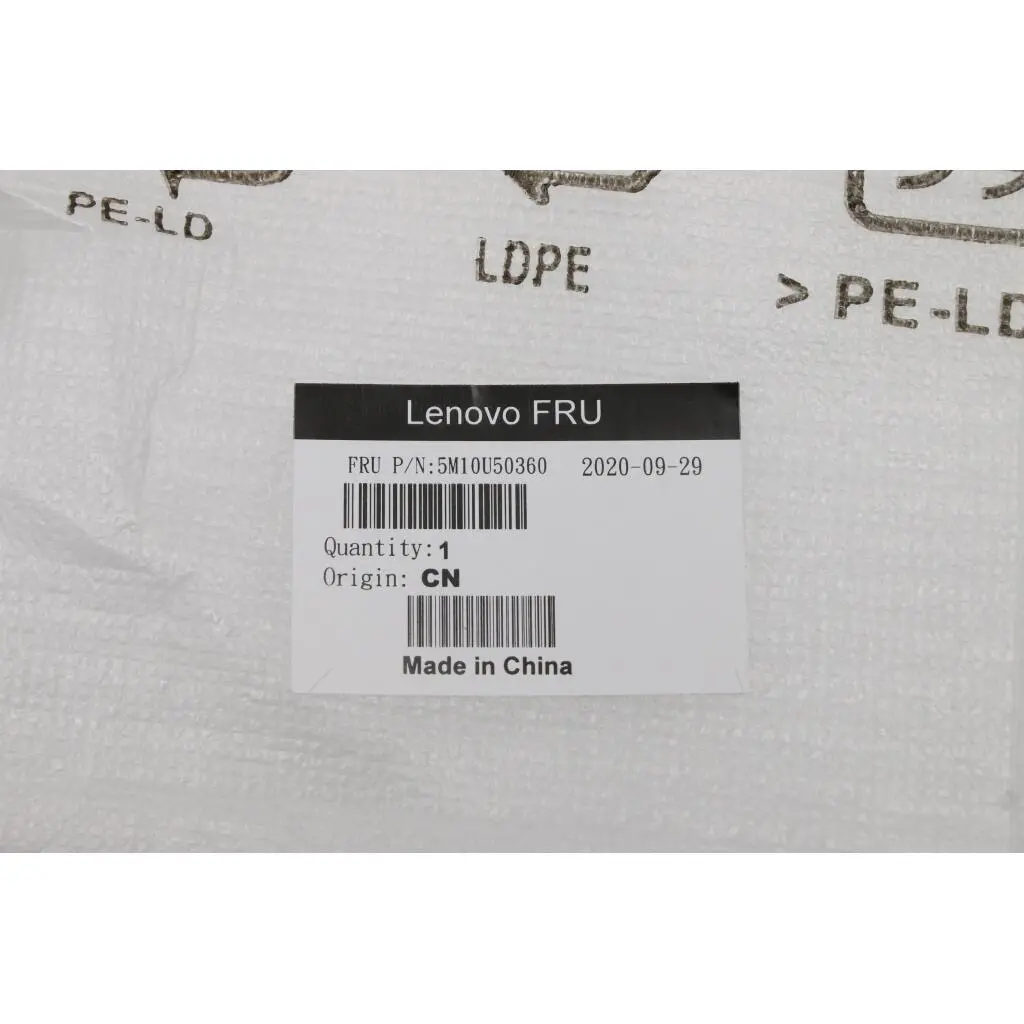 PE-LD
LDPE
> PE-LD
Lenovo FRU
FRU P/N:5M10U50360 2020-09-29
Quantity:1
Origin: CN
Made in China